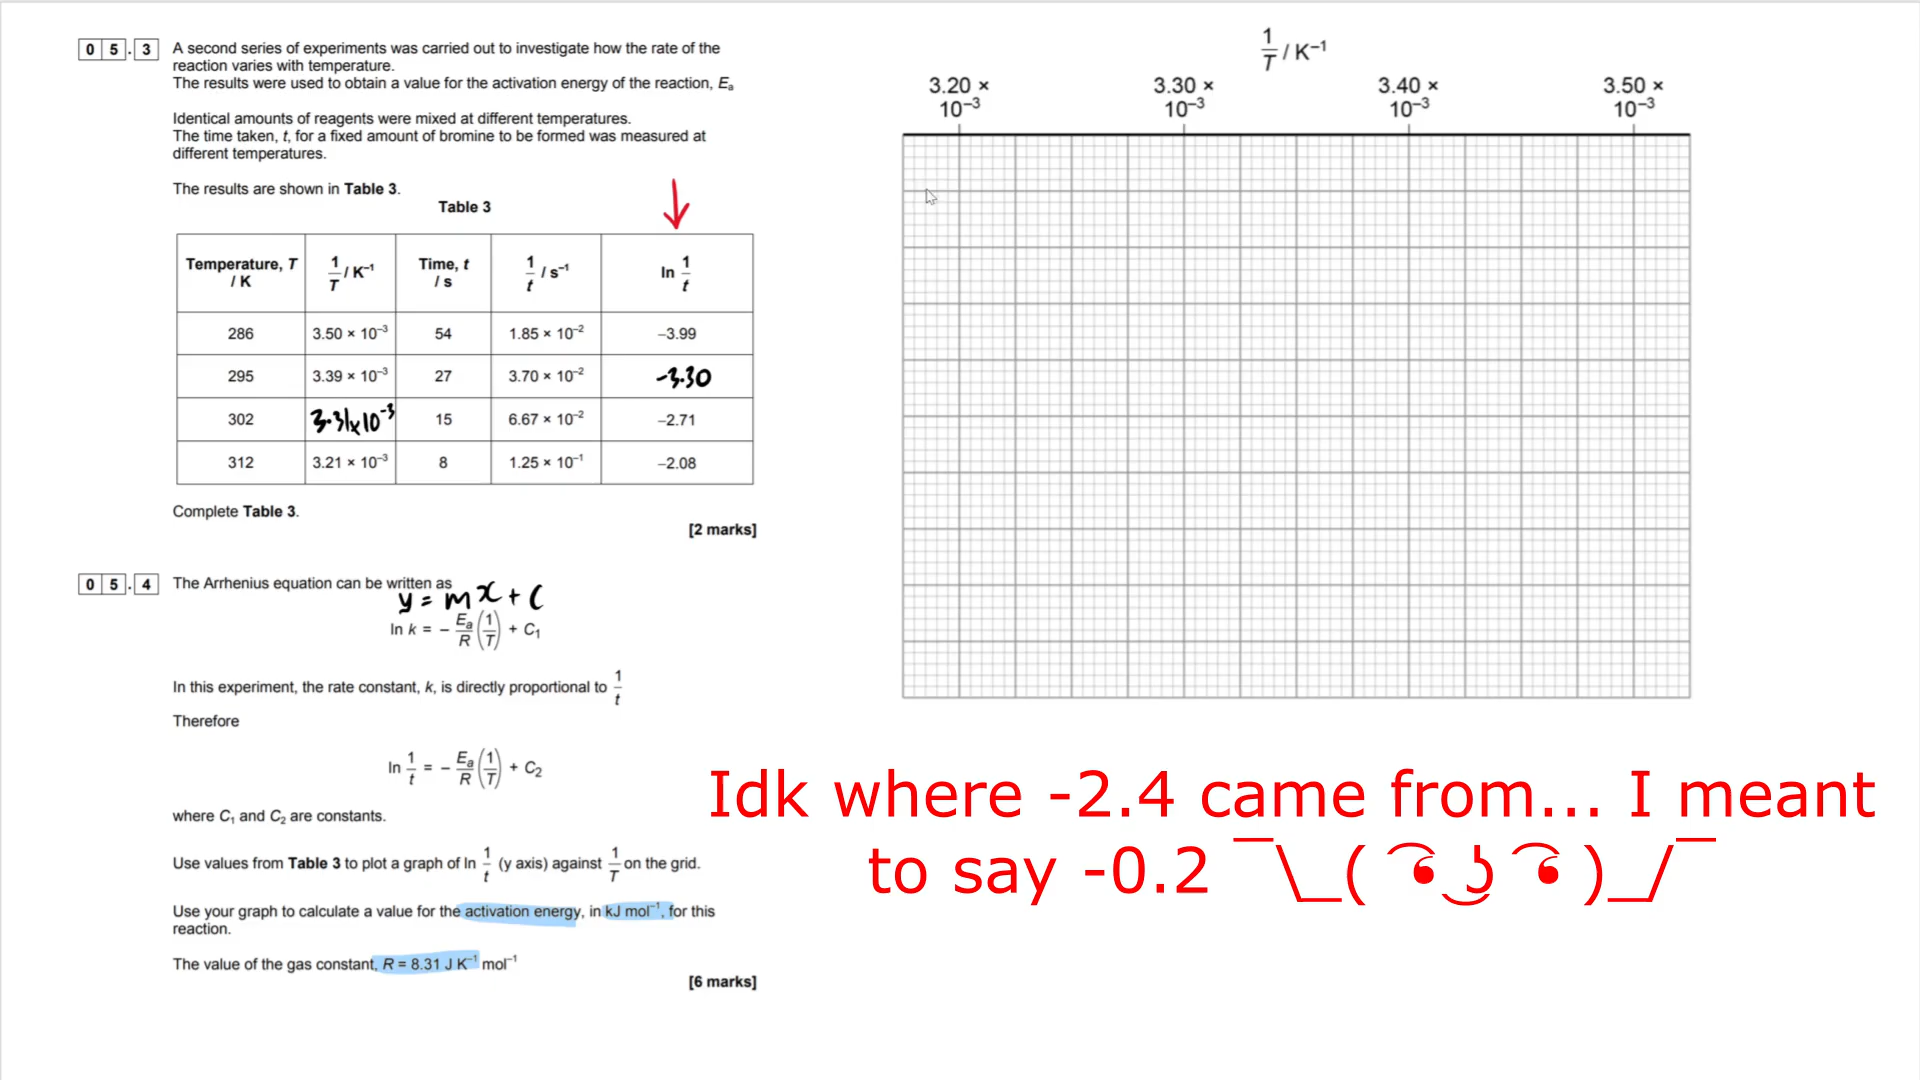 05.3 A second series of experiments was carried out to investigate how the rate of the
reaction varies with temperature.
The results were used to obtain a value for the activation energy of the reaction, Eₐ
Identical amounts of reagents were mixed at different temperatures.
The time taken, t, for a fixed amount of bromine to be formed was measured at
different temperatures.
The results are shown in Table 3.
Table 3
Temperature, T / K | 1/T / K⁻¹ | Time, t / s | 1/t / s⁻¹ | ln 1/t
286 | 3.50 × 10⁻³ | 54 | 1.85 × 10⁻² | −3.99
295 | 3.39 × 10⁻³ | 27 | 3.70 × 10⁻² | -3.30
302 | 3.31x10⁻³ | 15 | 6.67 × 10⁻² | −2.71
312 | 3.21 × 10⁻³ | 8 | 1.25 × 10⁻¹ | −2.08
Complete Table 3.
[2 marks]
05.4 The Arrhenius equation can be written as
y = mx + c
ln k = − Eₐ/R (1/T) + C₁
In this experiment, the rate constant, k, is directly proportional to 1/t
Therefore
ln 1/t = − Eₐ/R (1/T) + C₂
where C₁ and C₂ are constants.
Use values from Table 3 to plot a graph of ln 1/t (y axis) against 1/T on the grid.
Use your graph to calculate a value for the activation energy, in kJ mol⁻¹, for this
reaction.
The value of the gas constant, R = 8.31 J K⁻¹ mol⁻¹
[6 marks]
1/T / K⁻¹
3.20 × 10⁻³ 3.30 × 10⁻³ 3.40 × 10⁻³ 3.50 × 10⁻³
Idk where -2.4 came from... I meant
to say -0.2 ¯\_( ͡❛ ͜ʖ ͡❛)_/¯